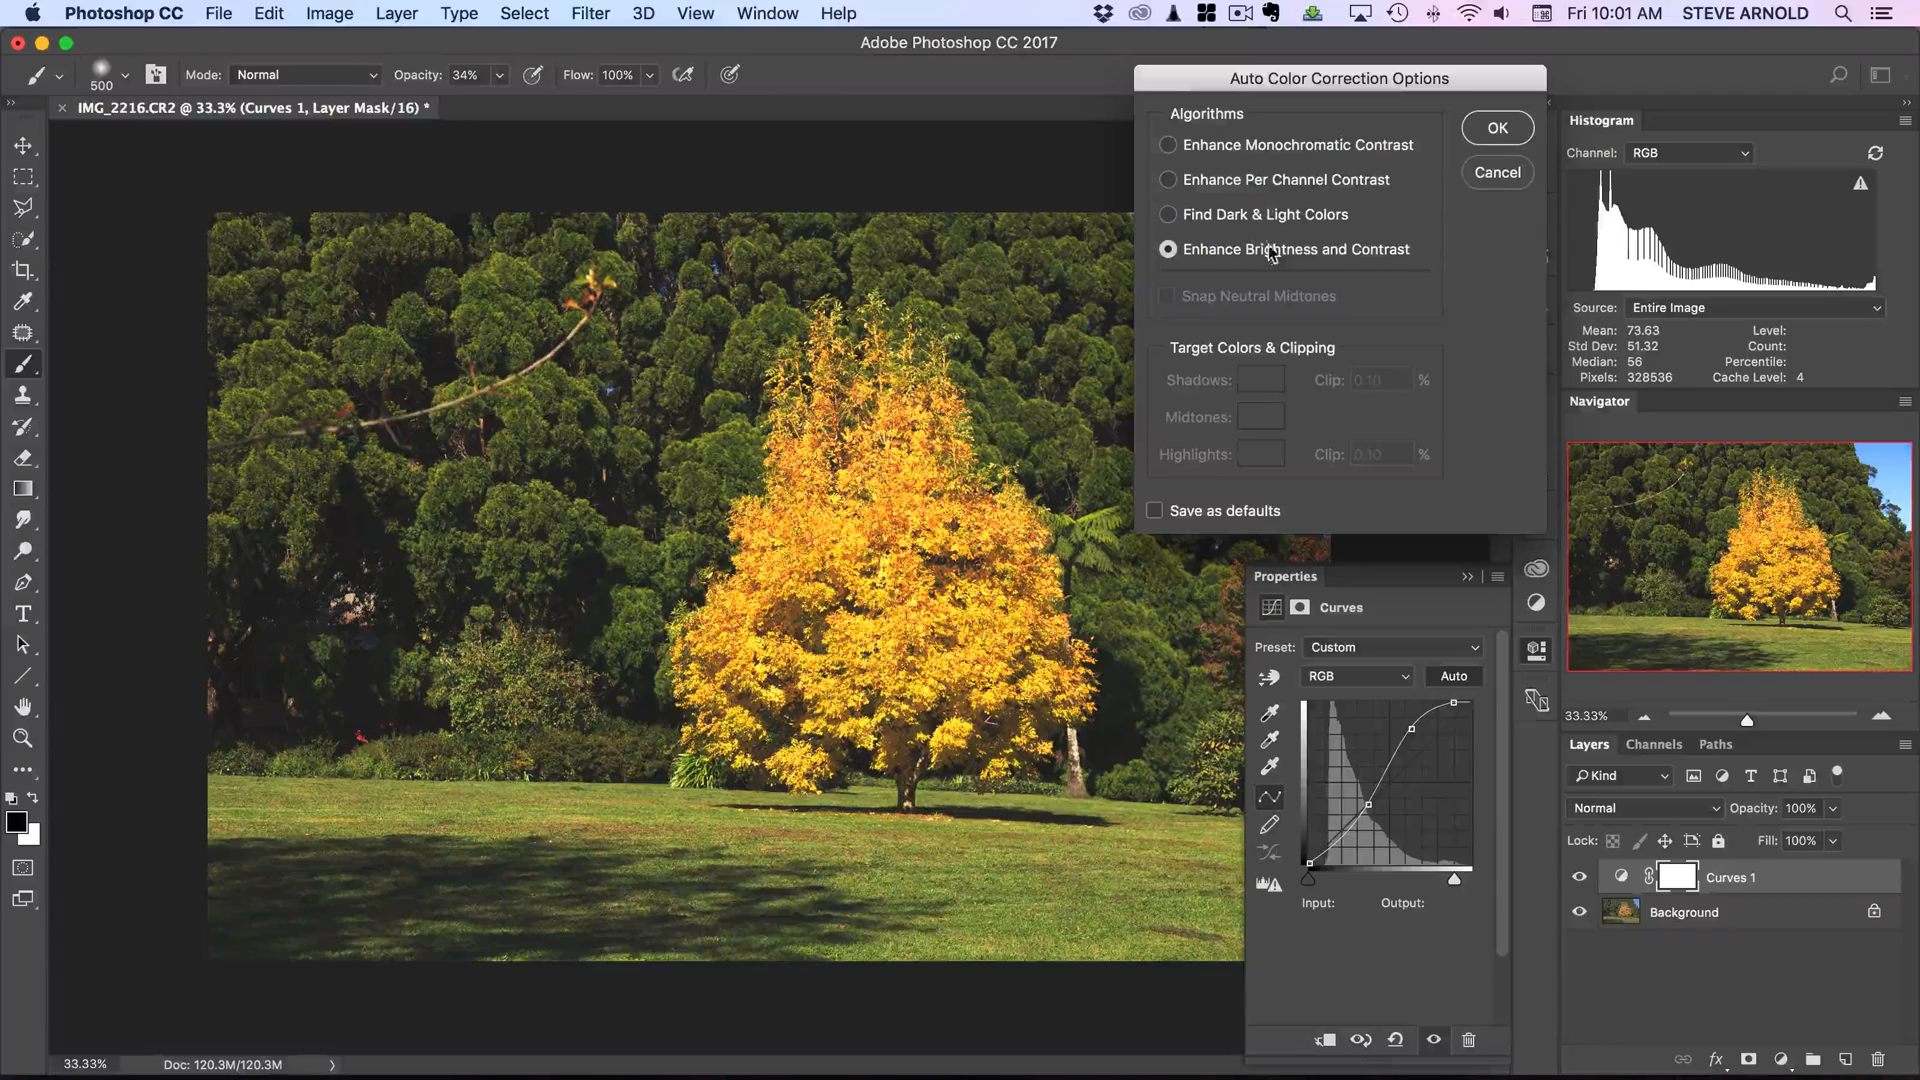 Photoshop CC File Edit Image Layer Type Select Filter 3D View Window Help Fri 10:01 AM STEVE ARNOLD
Adobe Photoshop CC 2017
500 Mode: Normal Opacity: 34% Flow: 100%
IMG_2216.CR2 @ 33.3% (Curves 1, Layer Mask/16) *
Auto Color Correction Options
Algorithms
Enhance Monochromatic Contrast
Enhance Per Channel Contrast
Find Dark & Light Colors
Enhance Brightness and Contrast
Snap Neutral Midtones
OK
Cancel
Target Colors & Clipping
Shadows: Clip: 0.10 %
Midtones:
Highlights: Clip: 0.10 %
Save as defaults
Histogram
Channel: RGB
Source: Entire Image
Mean: 73.63 Level:
Std Dev: 51.32 Count:
Median: 56 Percentile:
Pixels: 328536 Cache Level: 4
Navigator
33.33%
Properties
Curves
Preset: Custom
RGB Auto
Input: Output:
Layers Channels Paths
Kind
Normal Opacity: 100%
Lock: Fill: 100%
Curves 1
Background
fx
33.33% Doc: 120.3M/120.3M